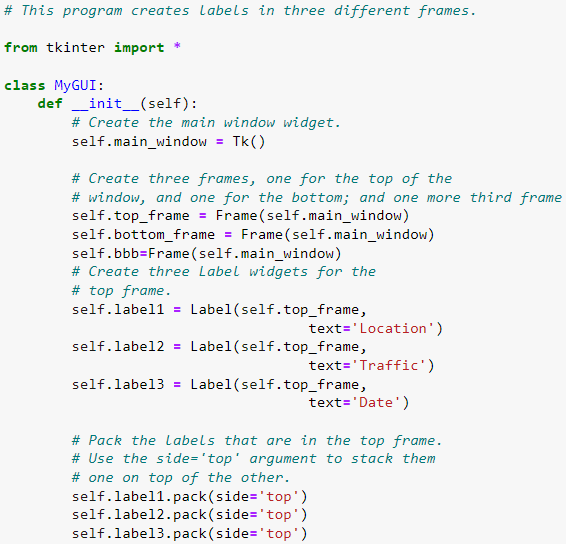 # This program creates labels in three different frames.
from tkinter import *
class MyGUI:
    def __init__(self):
        # Create the main window widget.
        self.main_window = Tk()
        # Create three frames, one for the top of the
        # window, and one for the bottom; and one more third frame
        self.top_frame = Frame(self.main_window)
        self.bottom_frame = Frame(self.main_window)
        self.bbb=Frame(self.main_window)
        # Create three Label widgets for the
        # top frame.
        self.label1 = Label(self.top_frame,
                            text='Location')
        self.label2 = Label(self.top_frame,
                            text='Traffic')
        self.label3 = Label(self.top_frame,
                            text='Date')
        # Pack the labels that are in the top frame.
        # Use the side='top' argument to stack them
        # one on top of the other.
        self.label1.pack(side='top')
        self.label2.pack(side='top')
        self.label3.pack(side='top')